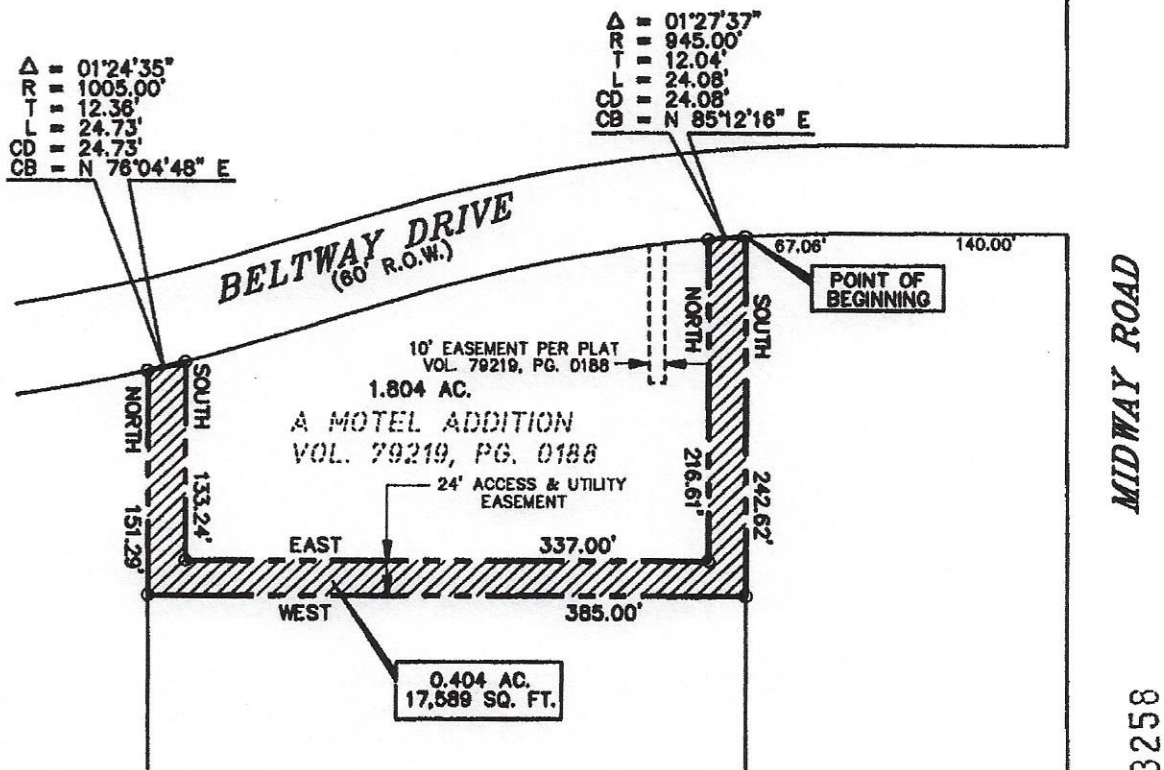 Δ = 01°24'35"
R = 1005.00'
T = 12.36'
L = 24.73'
CD = 24.73'
CB = N 76°04'48" E
Δ = 01°27'37"
R = 945.00'
T = 12.04'
L = 24.08'
CD = 24.08'
CB = N 85°12'16" E
BELTWAY DRIVE
(60' R.O.W.)
67.06'
140.00'
POINT OF
BEGINNING
MIDWAY ROAD
NORTH
SOUTH
10' EASEMENT PER PLAT
VOL. 79219, PG. 0188
1.804 AC.
A MOTEL ADDITION
VOL. 79219, PG. 0188
24' ACCESS & UTILITY
EASEMENT
NORTH
SOUTH
151.29'
133.24'
216.61'
242.62'
EAST
337.00'
WEST
385.00'
0.404 AC.
17,589 SQ. FT.
3258